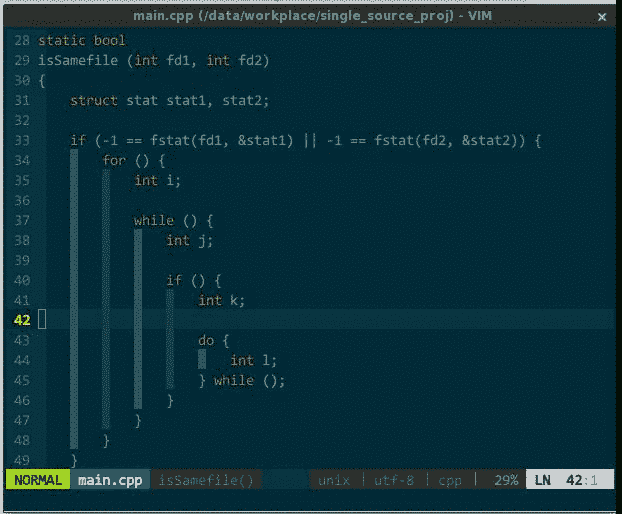 main.cpp (/data/workplace/single_source_proj) - VIM ×
28 static bool
29 isSamefile (int fd1, int fd2)
30 {
31     struct stat stat1, stat2;
32
33     if (-1 == fstat(fd1, &stat1) || -1 == fstat(fd2, &stat2)) {
34         for () {
35             int i;
36
37             while () {
38                 int j;
39
40                 if () {
41                     int k;
42
43                     do {
44                         int l;
45                     } while ();
46                 }
47             }
48         }
49     }
NORMAL main.cpp isSamefile() unix | utf-8 | cpp 29% LN 42:1